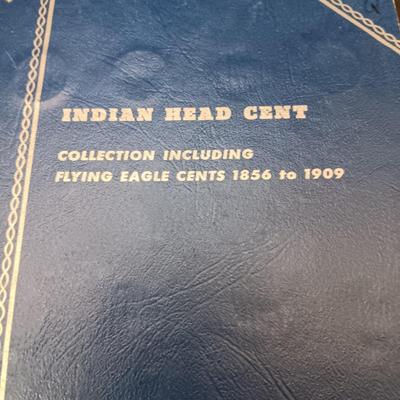 INDIAN HEAD CENT
COLLECTION INCLUDING
FLYING EAGLE CENTS 1856 to 1909